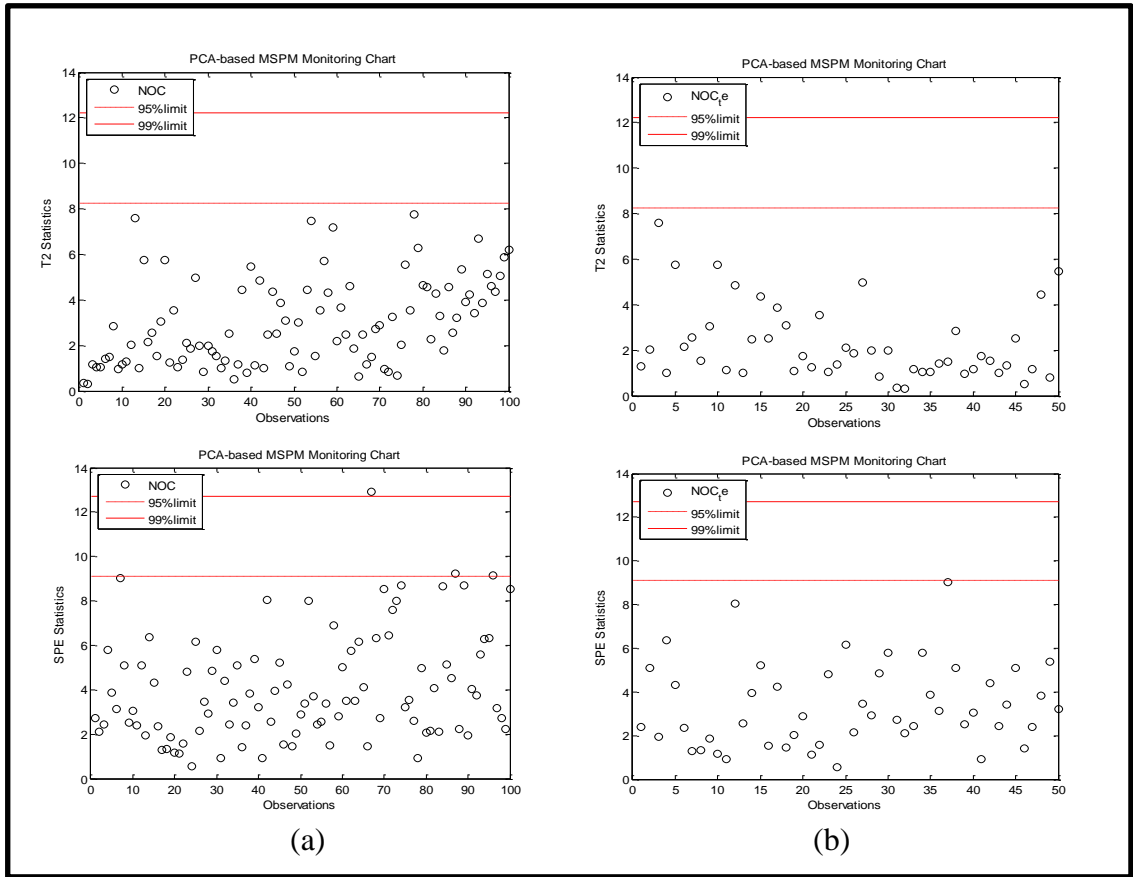 PCA-based MSPM Monitoring Chart
14
12
10
8
6
4
2
0
T2 Statistics
NOC
95%limit
99%limit
0 10 20 30 40 50 60 70 80 90 100
Observations
PCA-based MSPM Monitoring Chart
14
12
10
8
6
4
2
0
SPE Statistics
NOC
95%limit
99%limit
0 10 20 30 40 50 60 70 80 90 100
Observations
(a)
PCA-based MSPM Monitoring Chart
14
12
10
8
6
4
2
0
T2 Statistics
NOCte
95%limit
99%limit
0 5 10 15 20 25 30 35 40 45 50
Observations
PCA-based MSPM Monitoring Chart
14
12
10
8
6
4
2
0
SPE Statistics
NOCte
95%limit
99%limit
0 5 10 15 20 25 30 35 40 45 50
Observations
(b)